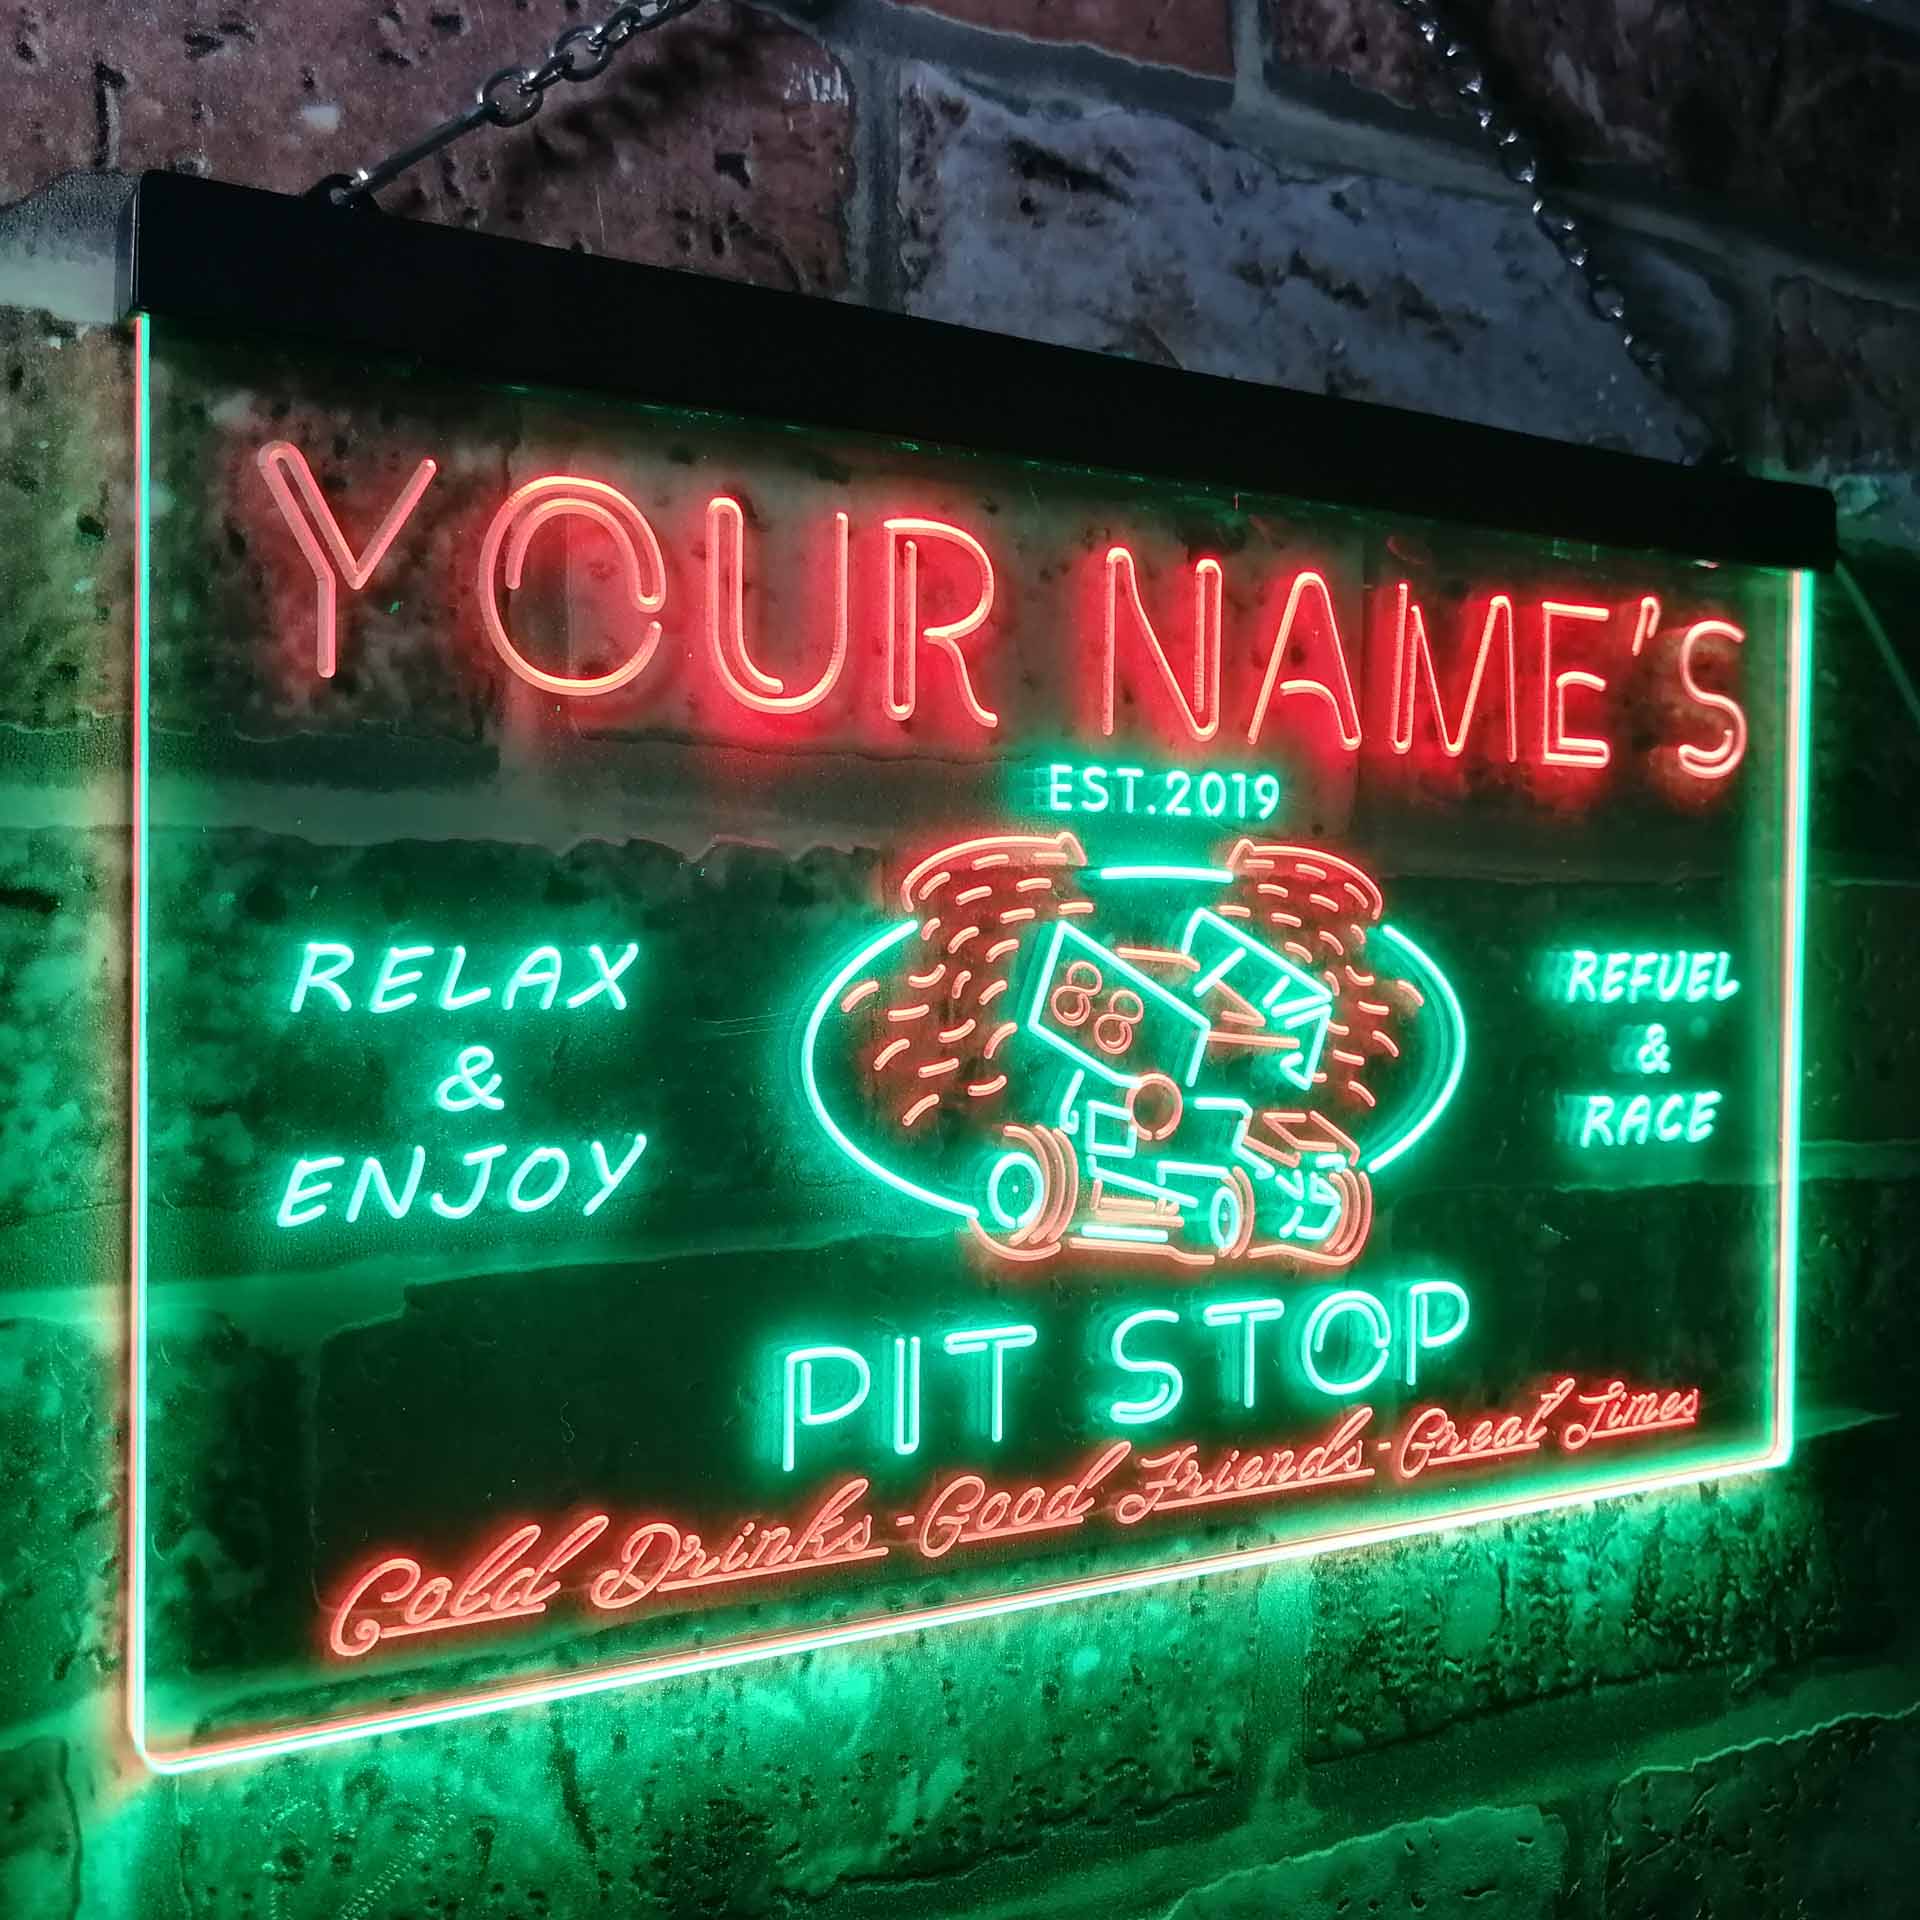 YOUR NAME'S
EST.2019
RELAX
&
ENJOY
88
REFUEL
&
RACE
PIT STOP
Cold Drinks - Good Friends - Great Times